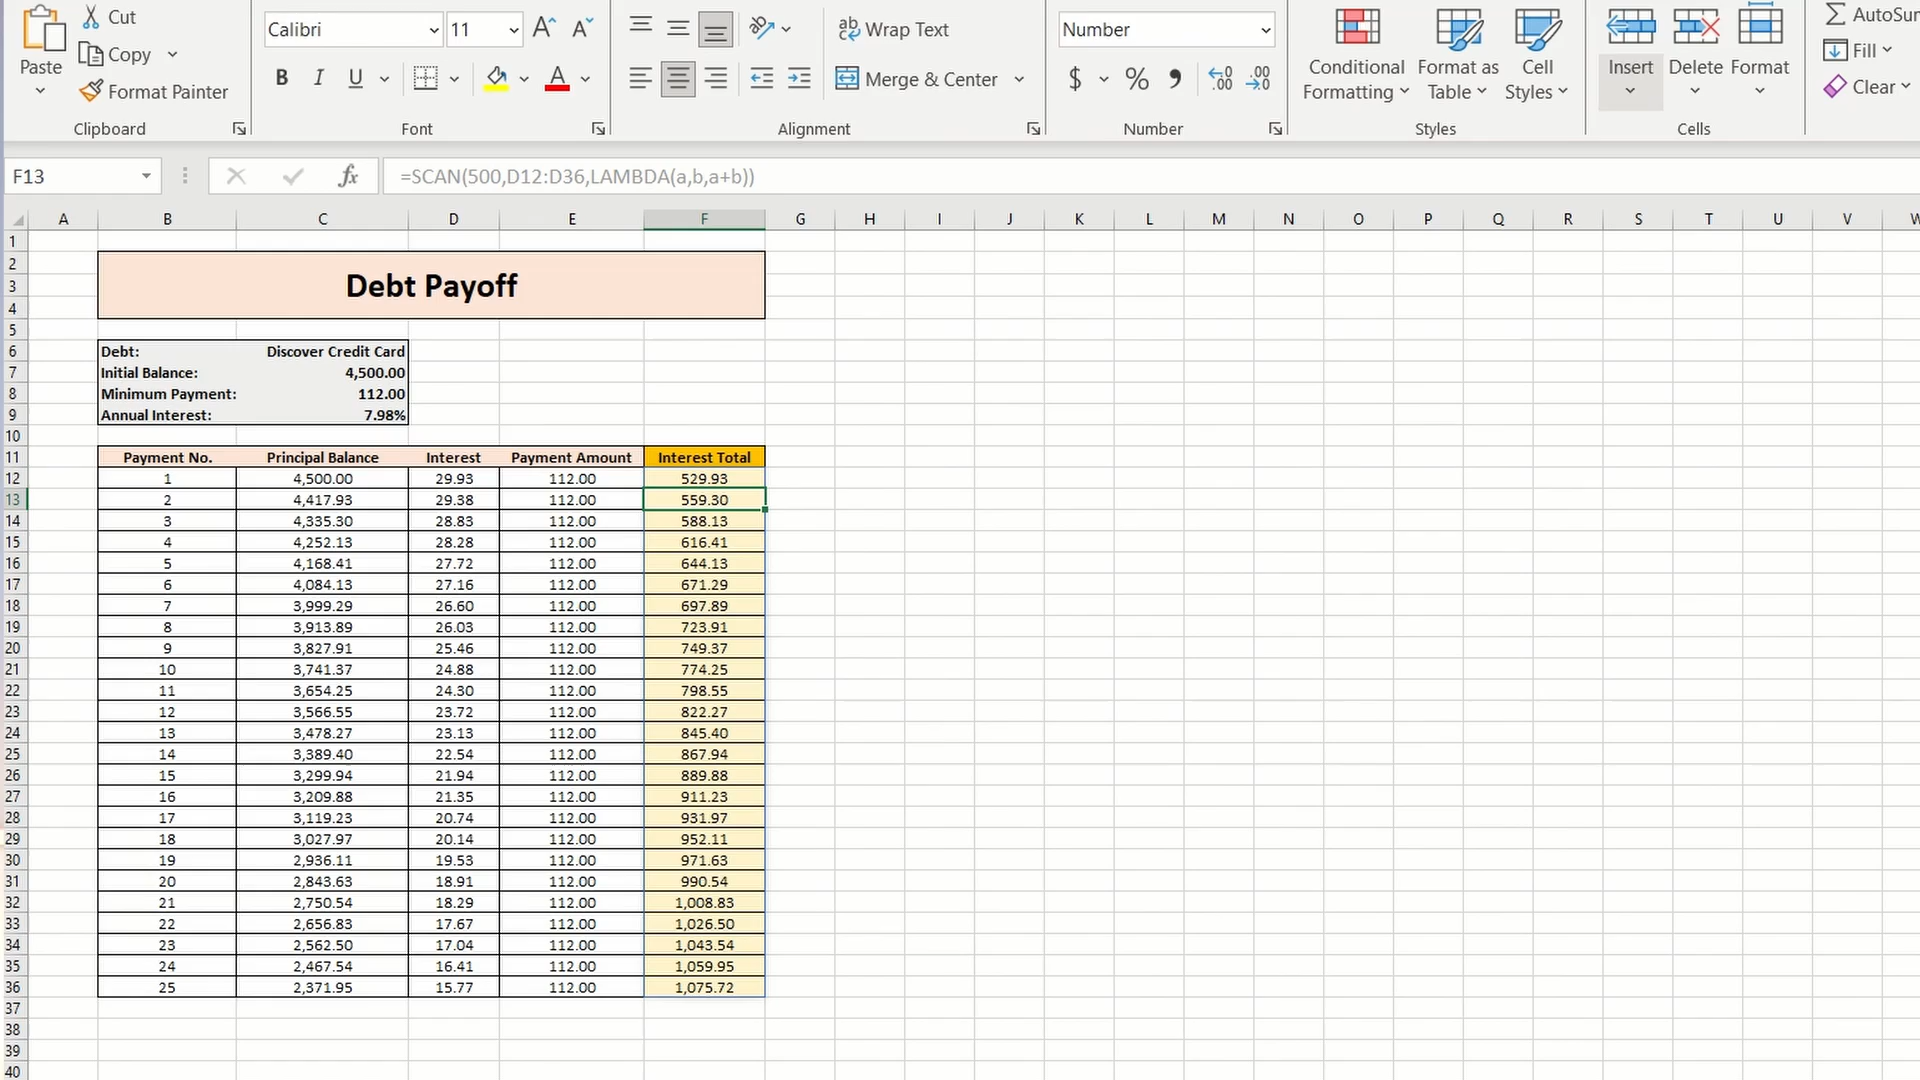 Paste
Cut
Copy
Format Painter
Clipboard
Calibri
11
B I U
A
Font
ab Wrap Text
Merge & Center
Alignment
Number
$ % 9
.00
.00
Number
Conditional Formatting
Format as Table
Cell Styles
Styles
Insert
Delete
Format
Cells
AutoSum
Fill
Clear
F13
fx
=SCAN(500,D12:D36,LAMBDA(a,b,a+b))
A B C D E F G H I J K L M N O P Q R S T U V W
1
2
3 Debt Payoff
4
5
6 Debt: Discover Credit Card
7 Initial Balance: 4,500.00
8 Minimum Payment: 112.00
9 Annual Interest: 7.98%
10
11 Payment No. Principal Balance Interest Payment Amount Interest Total
12 1 4,500.00 29.93 112.00 529.93
13 2 4,417.93 29.38 112.00 559.30
14 3 4,335.30 28.83 112.00 588.13
15 4 4,252.13 28.28 112.00 616.41
16 5 4,168.41 27.72 112.00 644.13
17 6 4,084.13 27.16 112.00 671.29
18 7 3,999.29 26.60 112.00 697.89
19 8 3,913.89 26.03 112.00 723.91
20 9 3,827.91 25.46 112.00 749.37
21 10 3,741.37 24.88 112.00 774.25
22 11 3,654.25 24.30 112.00 798.55
23 12 3,566.55 23.72 112.00 822.27
24 13 3,478.27 23.13 112.00 845.40
25 14 3,389.40 22.54 112.00 867.94
26 15 3,299.94 21.94 112.00 889.88
27 16 3,209.88 21.35 112.00 911.23
28 17 3,119.23 20.74 112.00 931.97
29 18 3,027.97 20.14 112.00 952.11
30 19 2,936.11 19.53 112.00 971.63
31 20 2,843.63 18.91 112.00 990.54
32 21 2,750.54 18.29 112.00 1,008.83
33 22 2,656.83 17.67 112.00 1,026.50
34 23 2,562.50 17.04 112.00 1,043.54
35 24 2,467.54 16.41 112.00 1,059.95
36 25 2,371.95 15.77 112.00 1,075.72
37
38
39
40